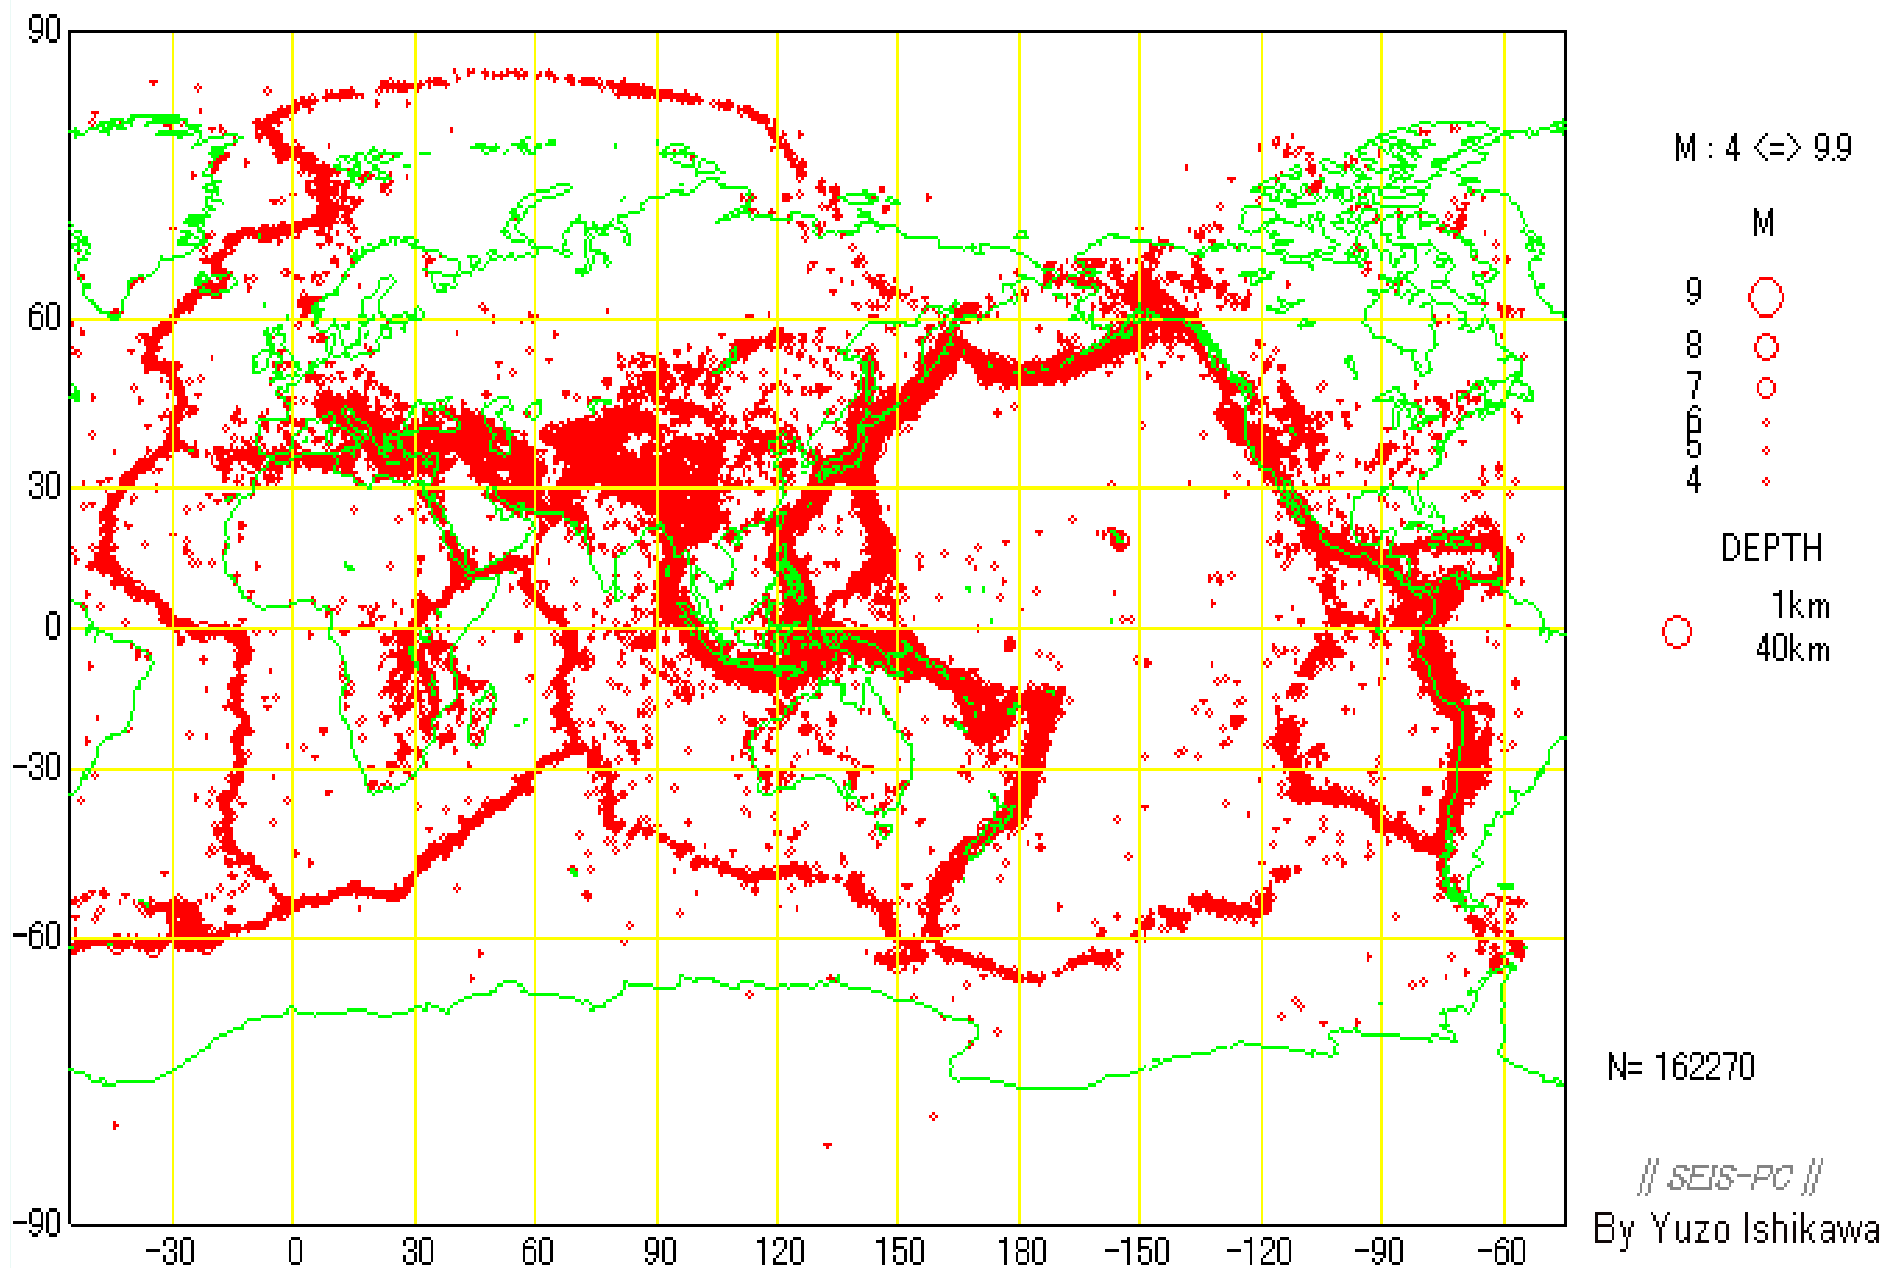 90
60
30
0
-30
-60
-90
-30 0 30 60 90 120 150 180 -150 -120 -90 -60
M : 4 <=> 9.9
M
9
8
7
6
5
4
DEPTH
1km
40km
N= 162270
// SEIS-PC //
By Yuzo Ishikawa